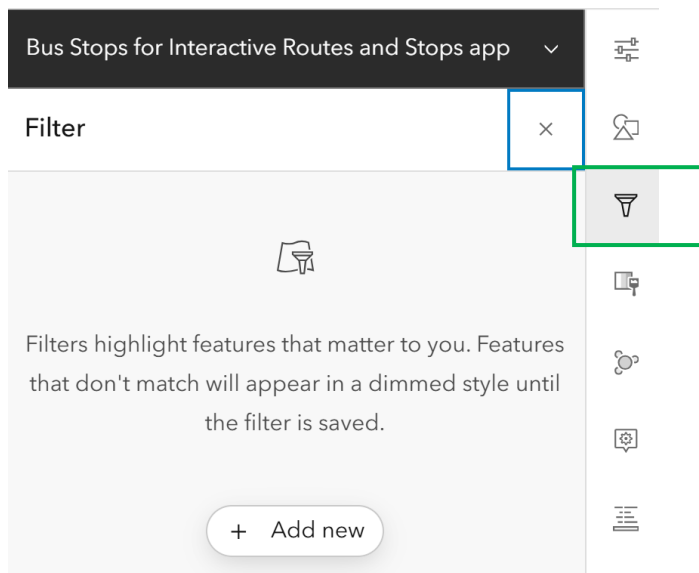 Bus Stops for Interactive Routes and Stops app
Filter
Filters highlight features that matter to you. Features
that don't match will appear in a dimmed style until
the filter is saved.
+ Add new